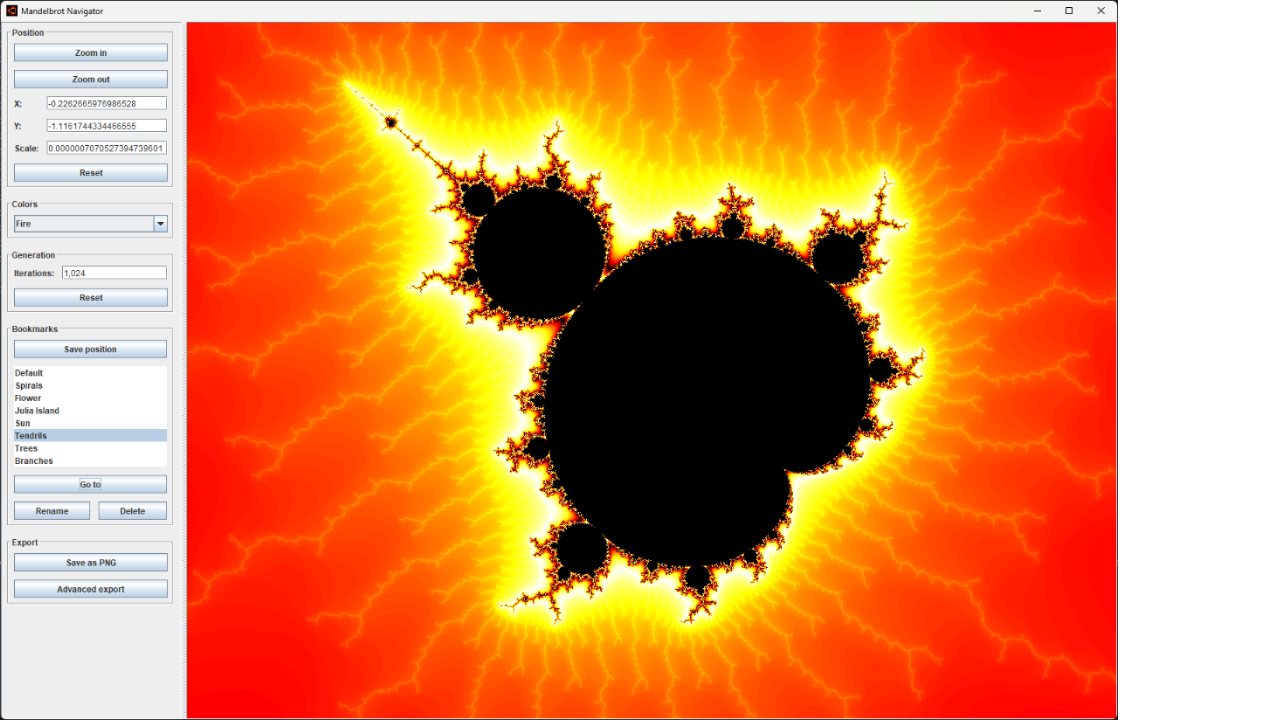 Mandelbrot Navigator
Position
Zoom in
Zoom out
X: -0.2262665976986528
Y: -1.1161744334466555
Scale: 0.0000007070527394739601
Reset
Colors
Fire
Generation
Iterations: 1,024
Reset
Bookmarks
Save position
Default
Spirals
Flower
Julia Island
Sun
Tendrils
Trees
Branches
Go to
Rename Delete
Export
Save as PNG
Advanced export